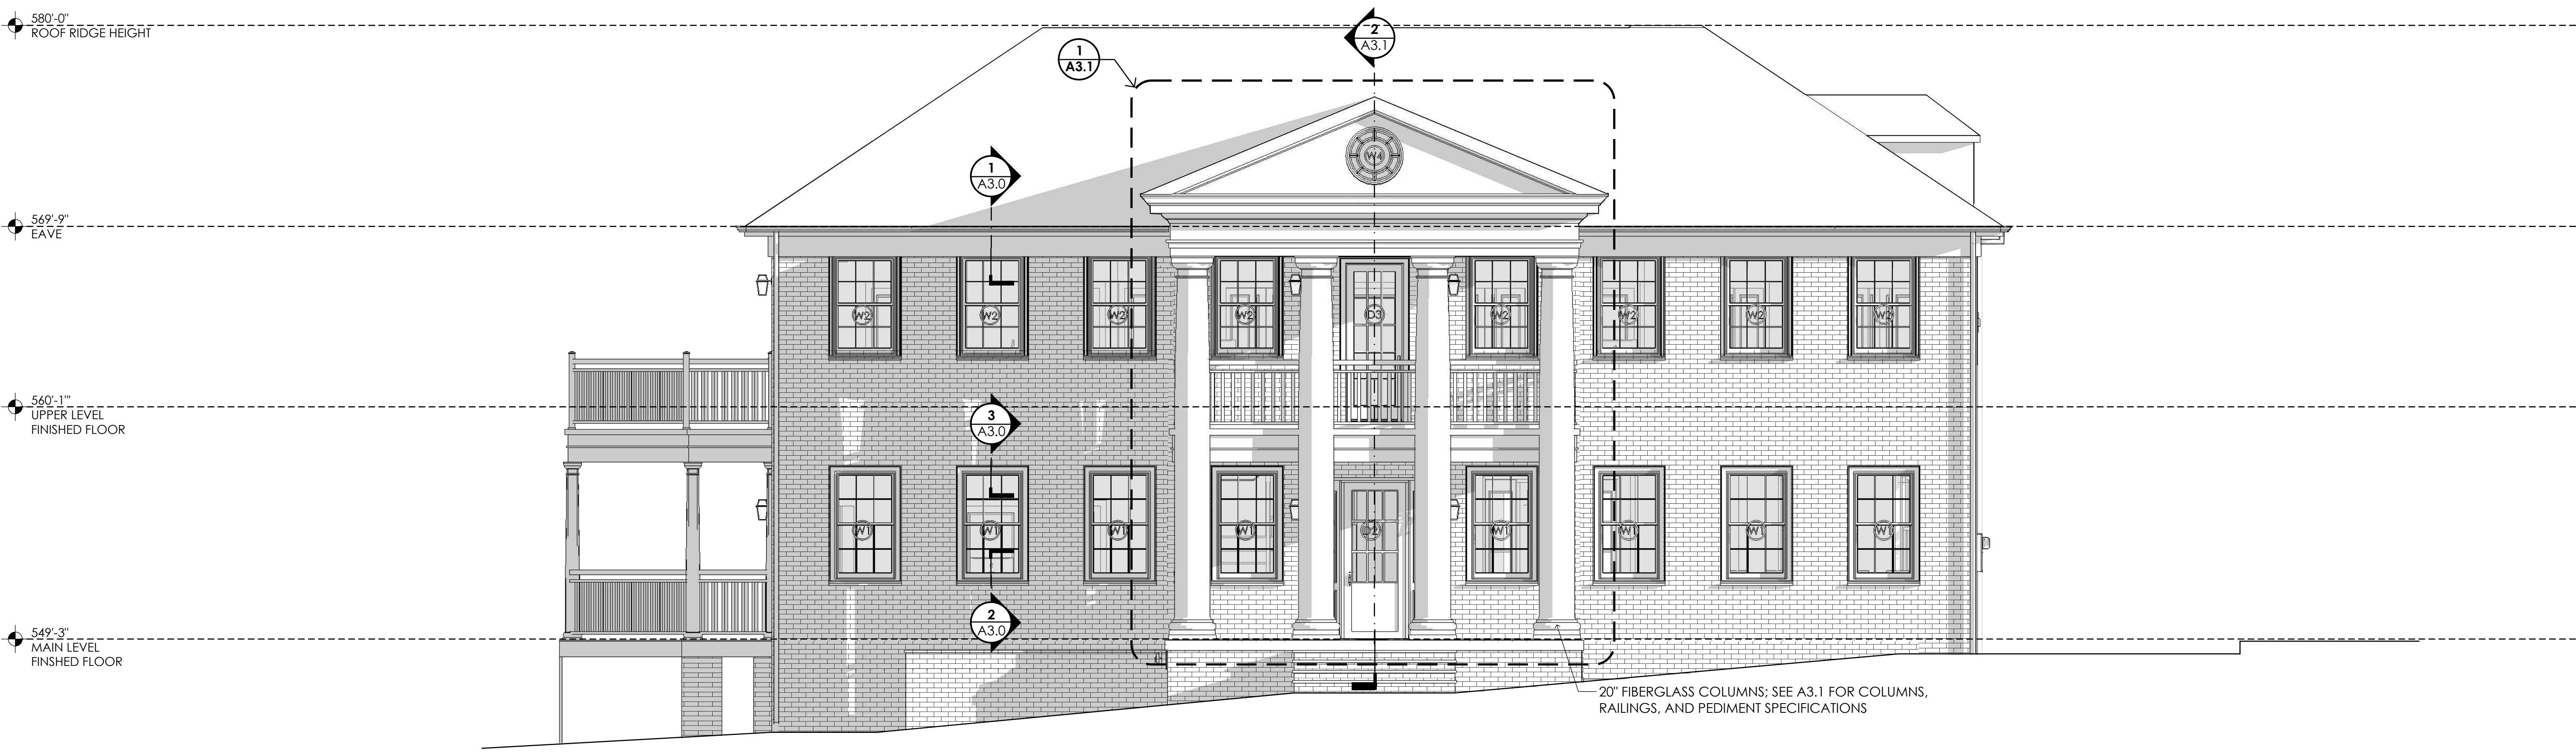 580'-0"
ROOF RIDGE HEIGHT
2
A3.1
1
A3.1
W4
1
A3.0
569'-9"
EAVE
W2 W2 W2 W2 D3 W2 W2 W2 W2
560'-1"
UPPER LEVEL
FINISHED FLOOR
3
A3.0
W1 W1 W1 W1 D2 W1 W1 W1 W1
2
A3.0
549'-3"
MAIN LEVEL
FINSHED FLOOR
20" FIBERGLASS COLUMNS; SEE A3.1 FOR COLUMNS,
RAILINGS, AND PEDIMENT SPECIFICATIONS